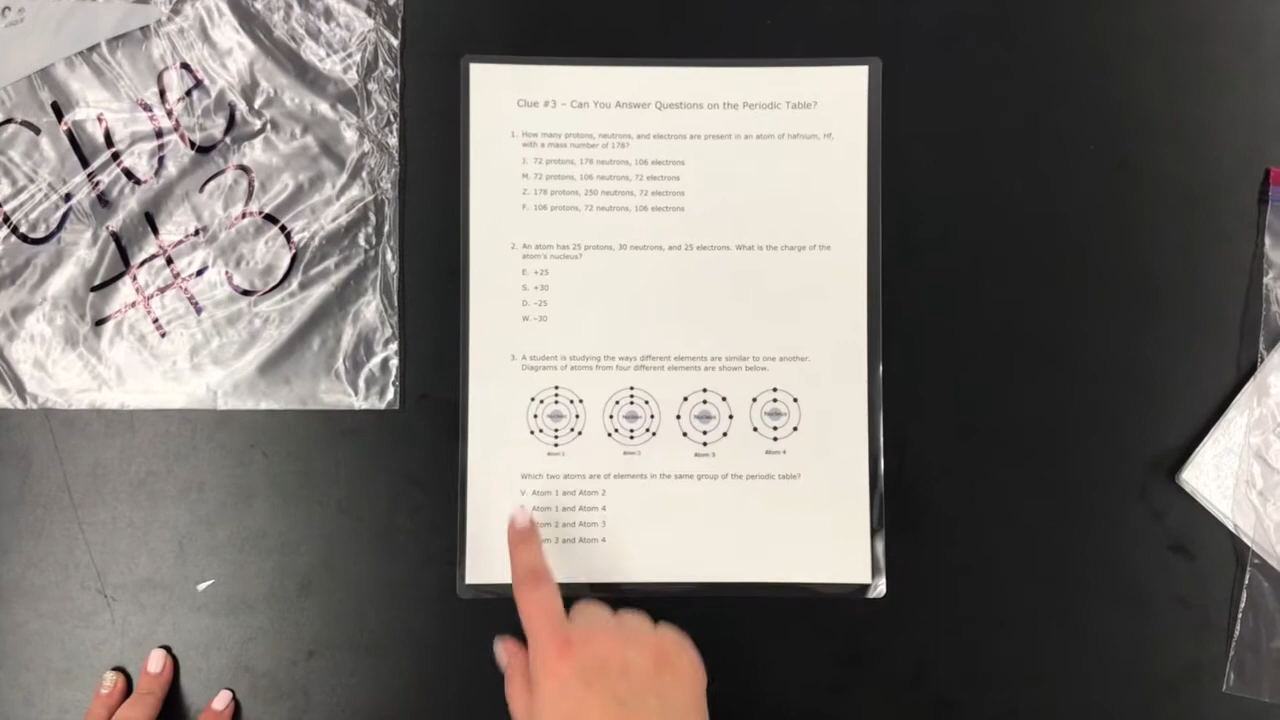 Clue
#3
Clue #3 – Can You Answer Questions on the Periodic Table?
1. How many protons, neutrons, and electrons are present in an atom of hafnium, Hf,
with a mass number of 178?
J. 72 protons, 178 neutrons, 106 electrons
M. 72 protons, 106 neutrons, 72 electrons
Z. 178 protons, 250 neutrons, 72 electrons
F. 106 protons, 72 neutrons, 106 electrons
2. An atom has 25 protons, 30 neutrons, and 25 electrons. What is the charge of the
atom's nucleus?
E. +25
S. +30
D. –25
W. –30
3. A student is studying the ways different elements are similar to one another.
Diagrams of atoms from four different elements are shown below.
Nucleus Nucleus Nucleus Nucleus
Atom 1 Atom 2 Atom 3 Atom 4
Which two atoms are of elements in the same group of the periodic table?
V. Atom 1 and Atom 2
Atom 1 and Atom 4
tom 2 and Atom 3
om 3 and Atom 4